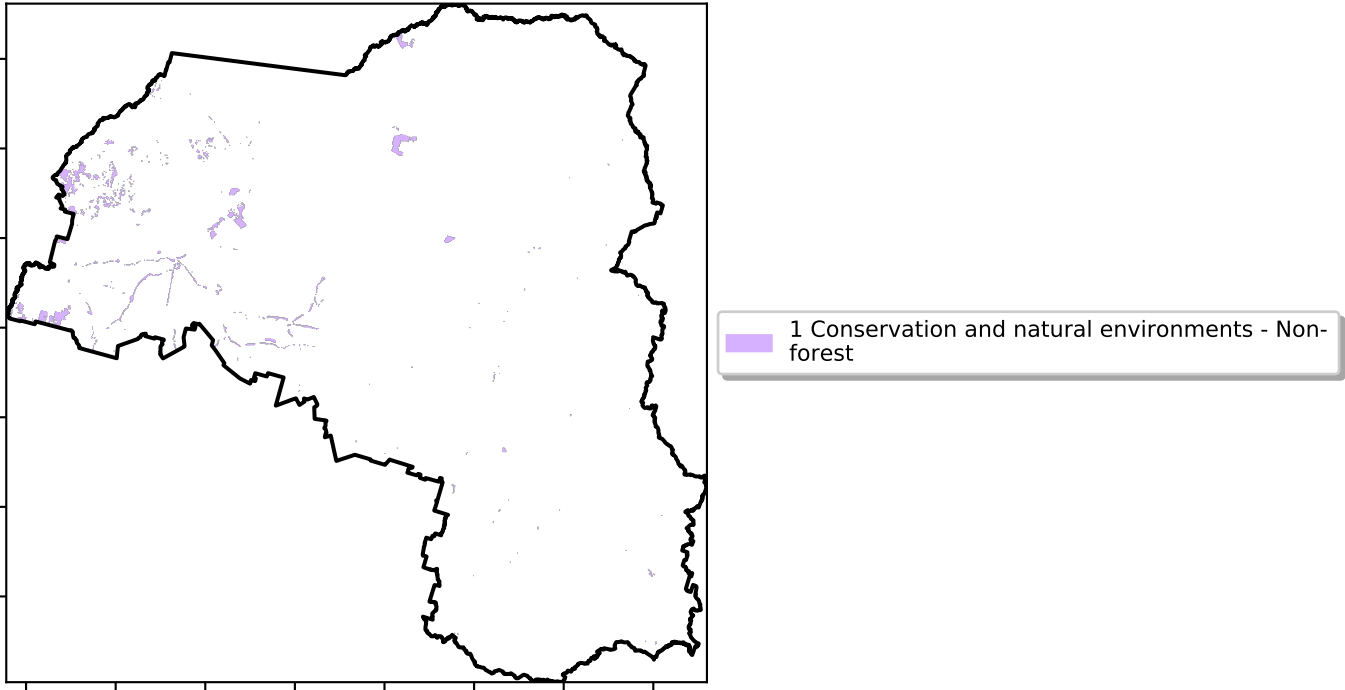 1 Conservation and natural environments - Non-
forest